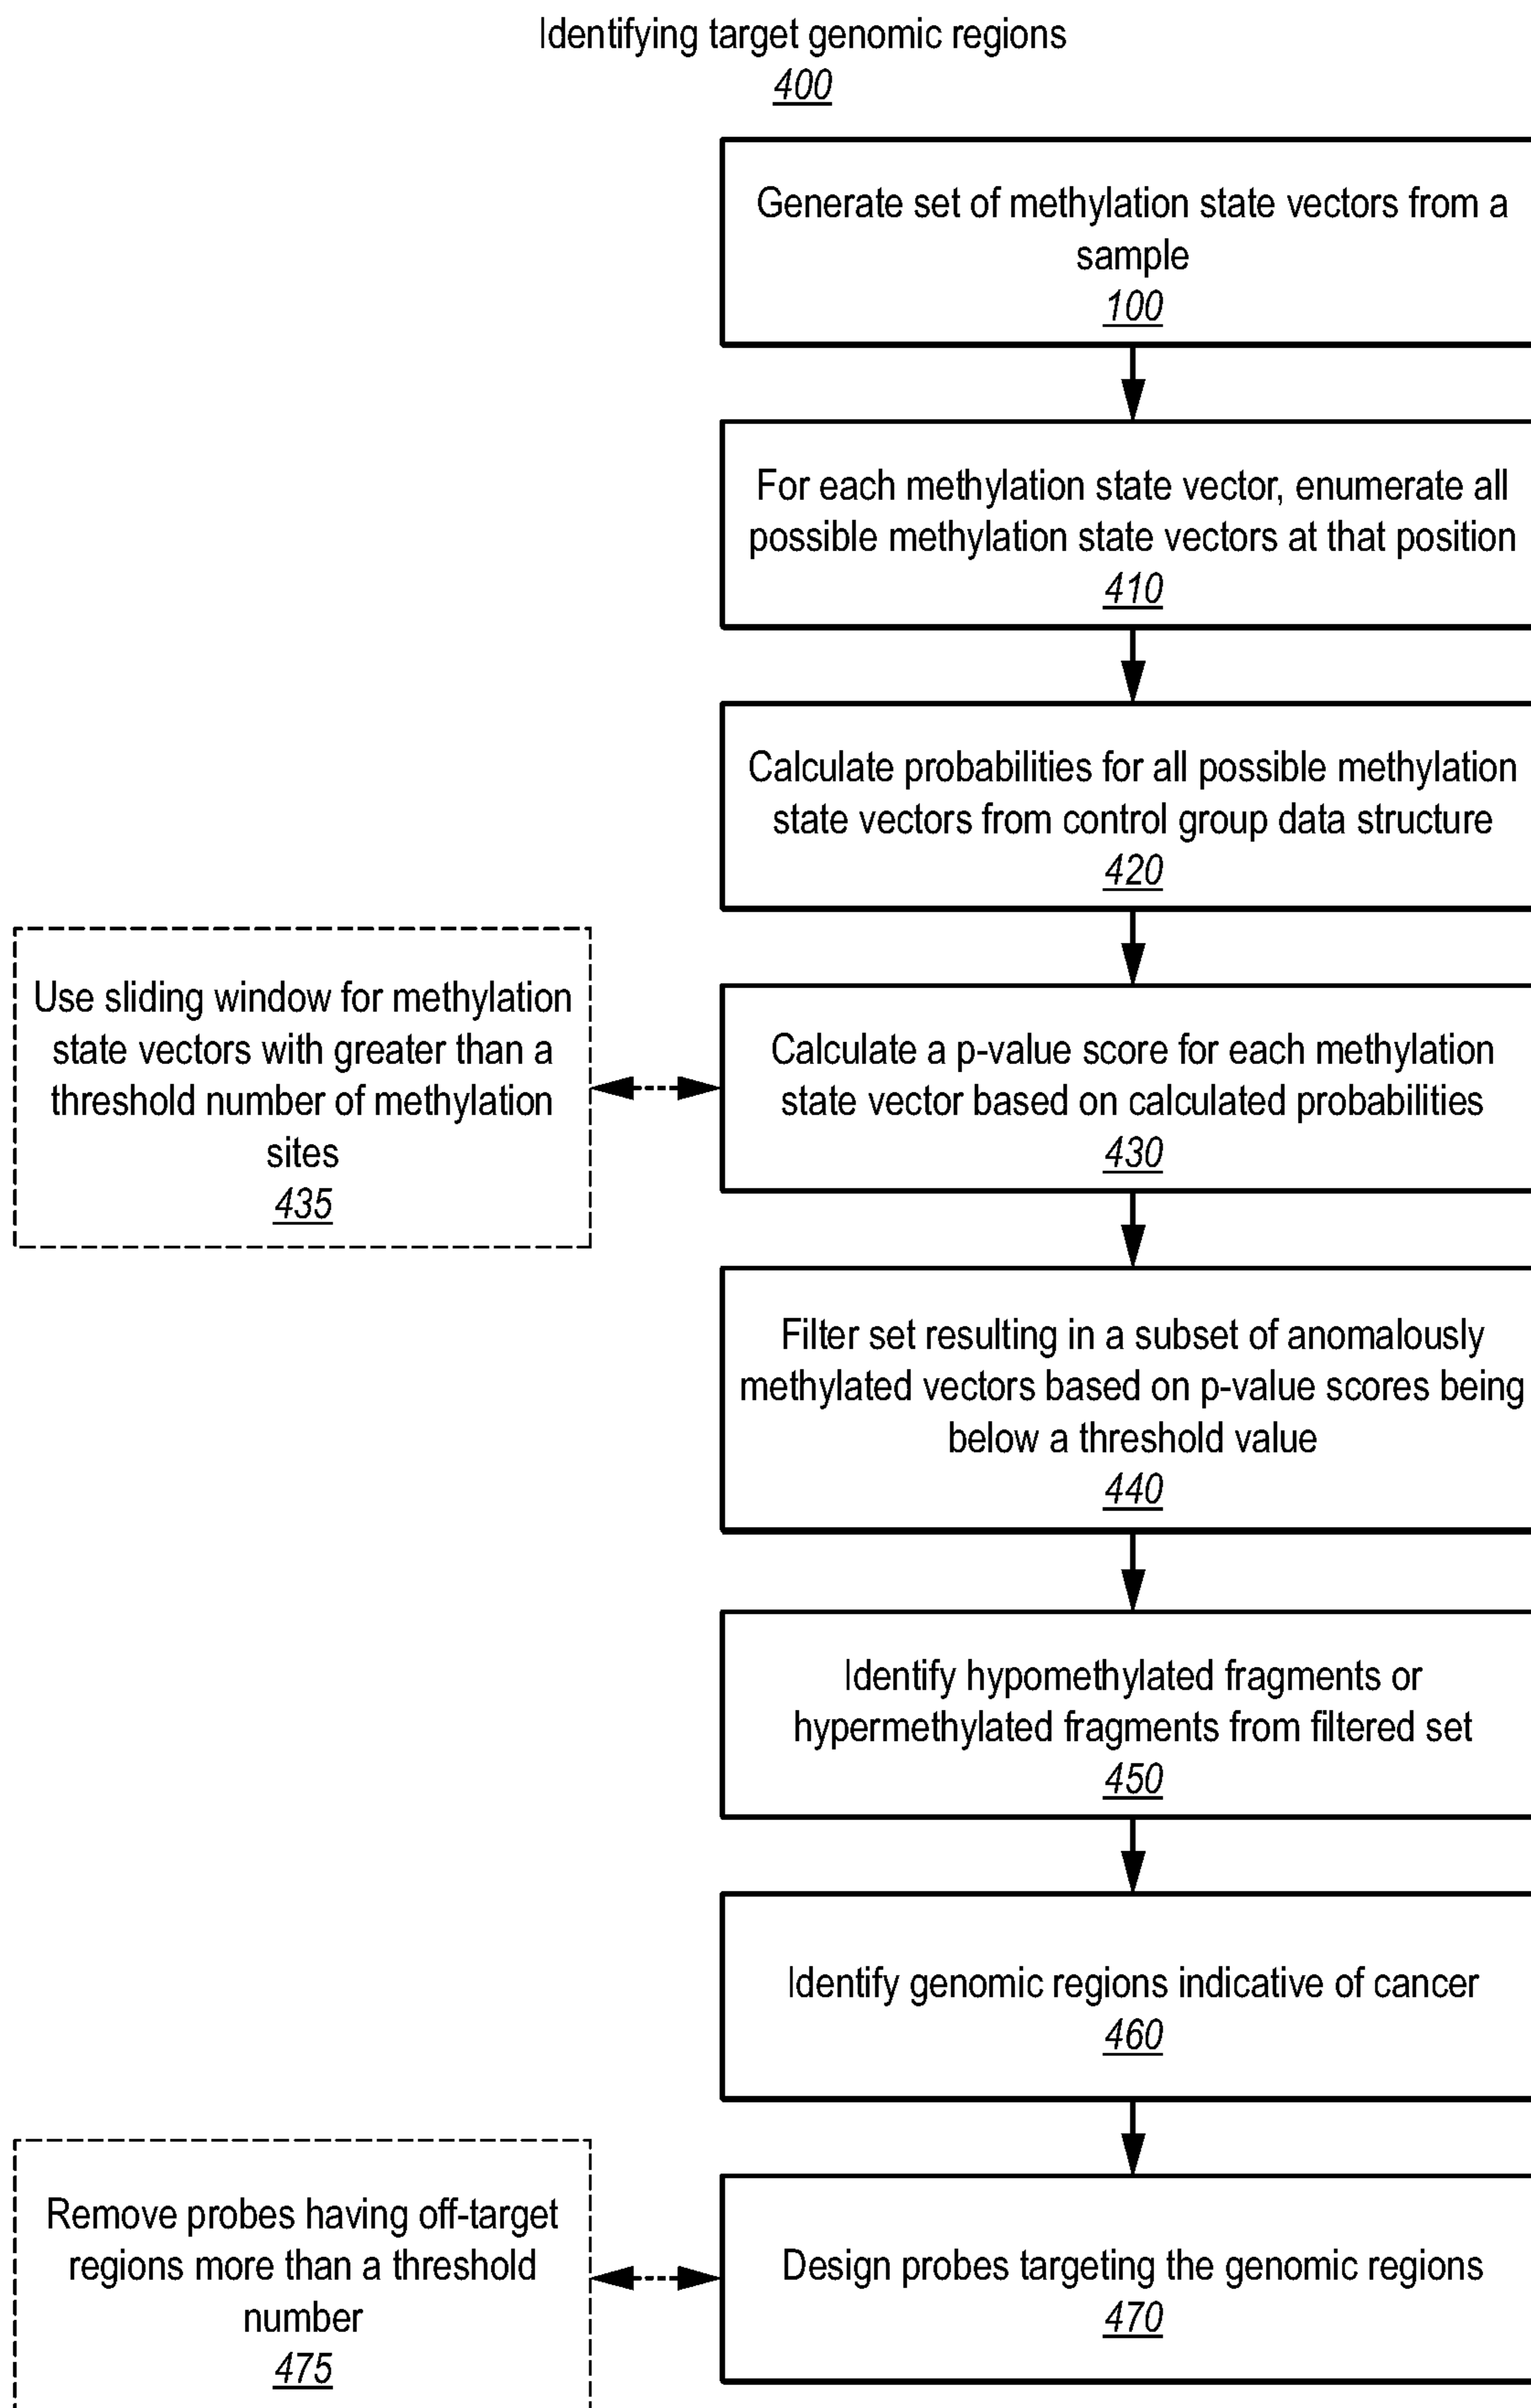 Identifying target genomic regions
400
Generate set of methylation state vectors from a
sample
100
For each methylation state vector, enumerate all
possible methylation state vectors at that position
410
Calculate probabilities for all possible methylation
state vectors from control group data structure
420
Use sliding window for methylation
state vectors with greater than a
threshold number of methylation
sites
435
Calculate a p-value score for each methylation
state vector based on calculated probabilities
430
Filter set resulting in a subset of anomalously
methylated vectors based on p-value scores being
below a threshold value
440
Identify hypomethylated fragments or
hypermethylated fragments from filtered set
450
Identify genomic regions indicative of cancer
460
Remove probes having off-target
regions more than a threshold
number
475
Design probes targeting the genomic regions
470